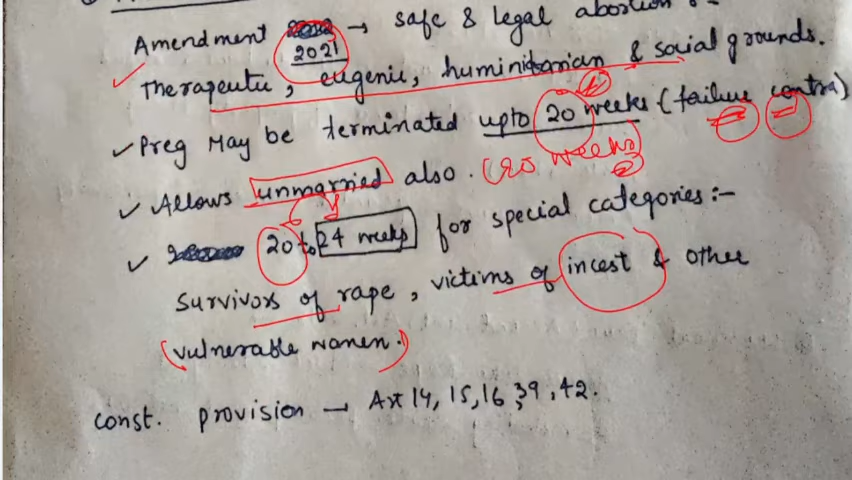 Amendment 2021 → safe & legal abortion :-
Therapeutic, eugenic, huminitarian & social grounds.
Preg May be terminated upto 20 weeks (failure contra)
Allows unmarried also. (20 weeks)
20 to 24 weeks for special categories:-
survivors of rape, victims of incest & other
(vulnerable women.)
const. provision → Art 14, 15, 16, 39, 42.